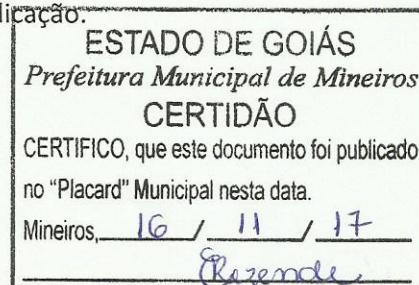 licação.
ESTADO DE GOIÁS
Prefeitura Municipal de Mineiros
CERTIDÃO
CERTIFICO, que este documento foi publicado
no "Placard" Municipal nesta data.
Mineiros, 16 / 11 / 17
Rezende